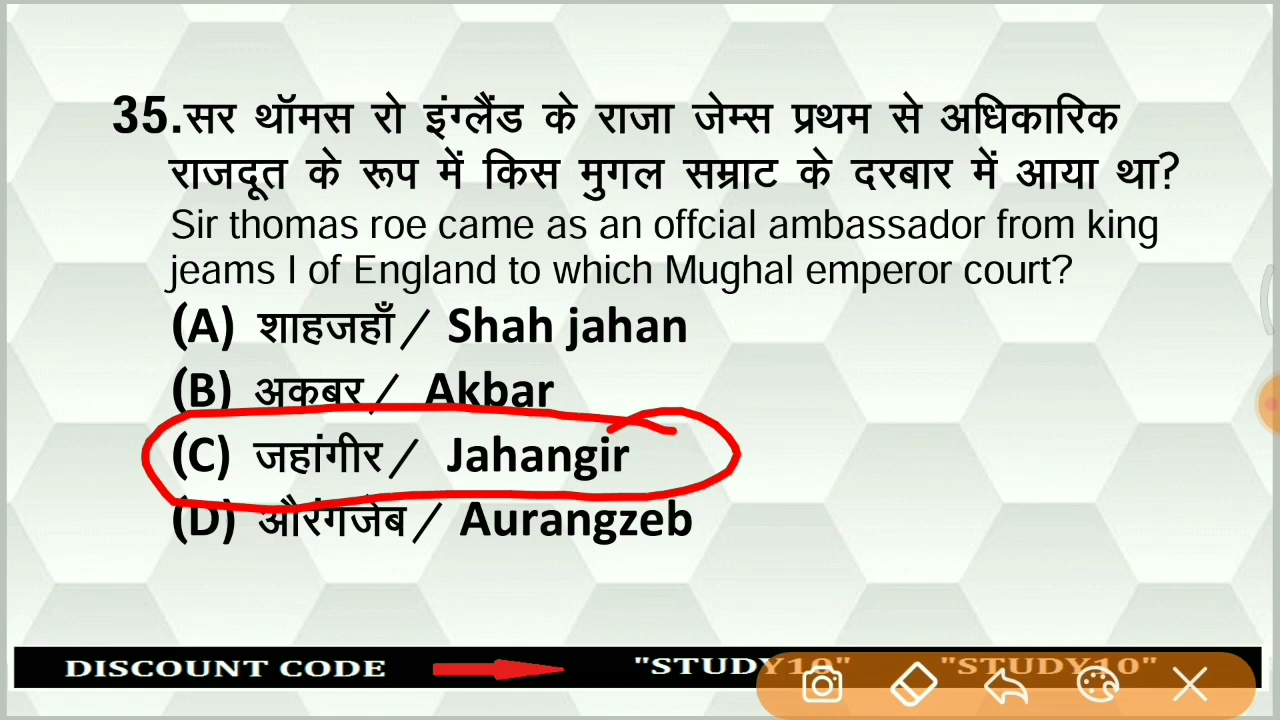 35.सर थॉमस रो इंग्लैंड के राजा जेम्स प्रथम से अधिकारिक
राजदूत के रूप में किस मुगल सम्राट के दरबार में आया था?
Sir thomas roe came as an offcial ambassador from king
jeams I of England to which Mughal emperor court?
(A) शाहजहाँ/ Shah jahan
(B) अकबर/ Akbar
(C) जहांगीर/ Jahangir
(D) औरंगजेब/ Aurangzeb
DISCOUNT CODE "STUDY10" "STUDY10"